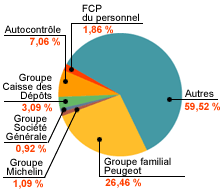 FCP
du personnel
1,86 %
Autocontrôle
7,06 %
Groupe
Caisse des
Dépôts
3,09 %
Groupe
Société
Générale
0,92 %
Groupe
Michelin
1,09 %
Groupe familial
Peugeot
26,46 %
Autres
59,52 %